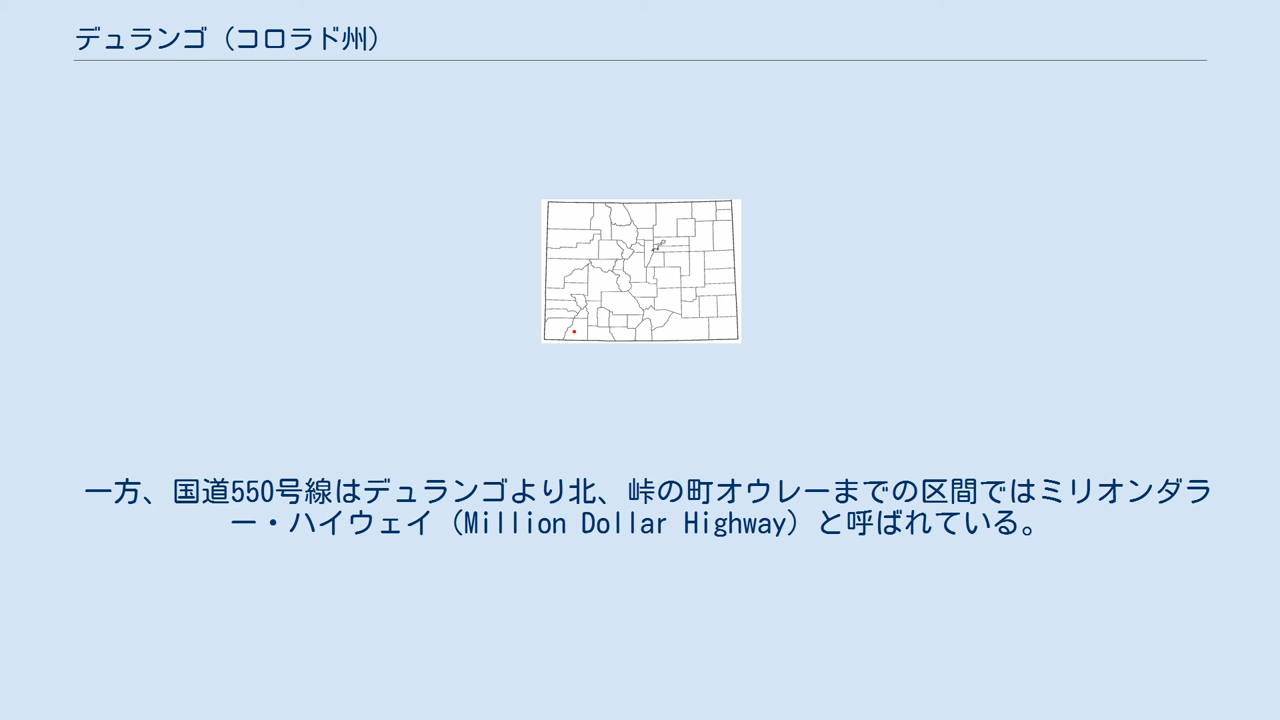 デュランゴ（コロラド州）
一方、国道550号線はデュランゴより北、峠の町オウレーまでの区間ではミリオンダラ
ー・ハイウェイ（Million Dollar Highway）と呼ばれている。